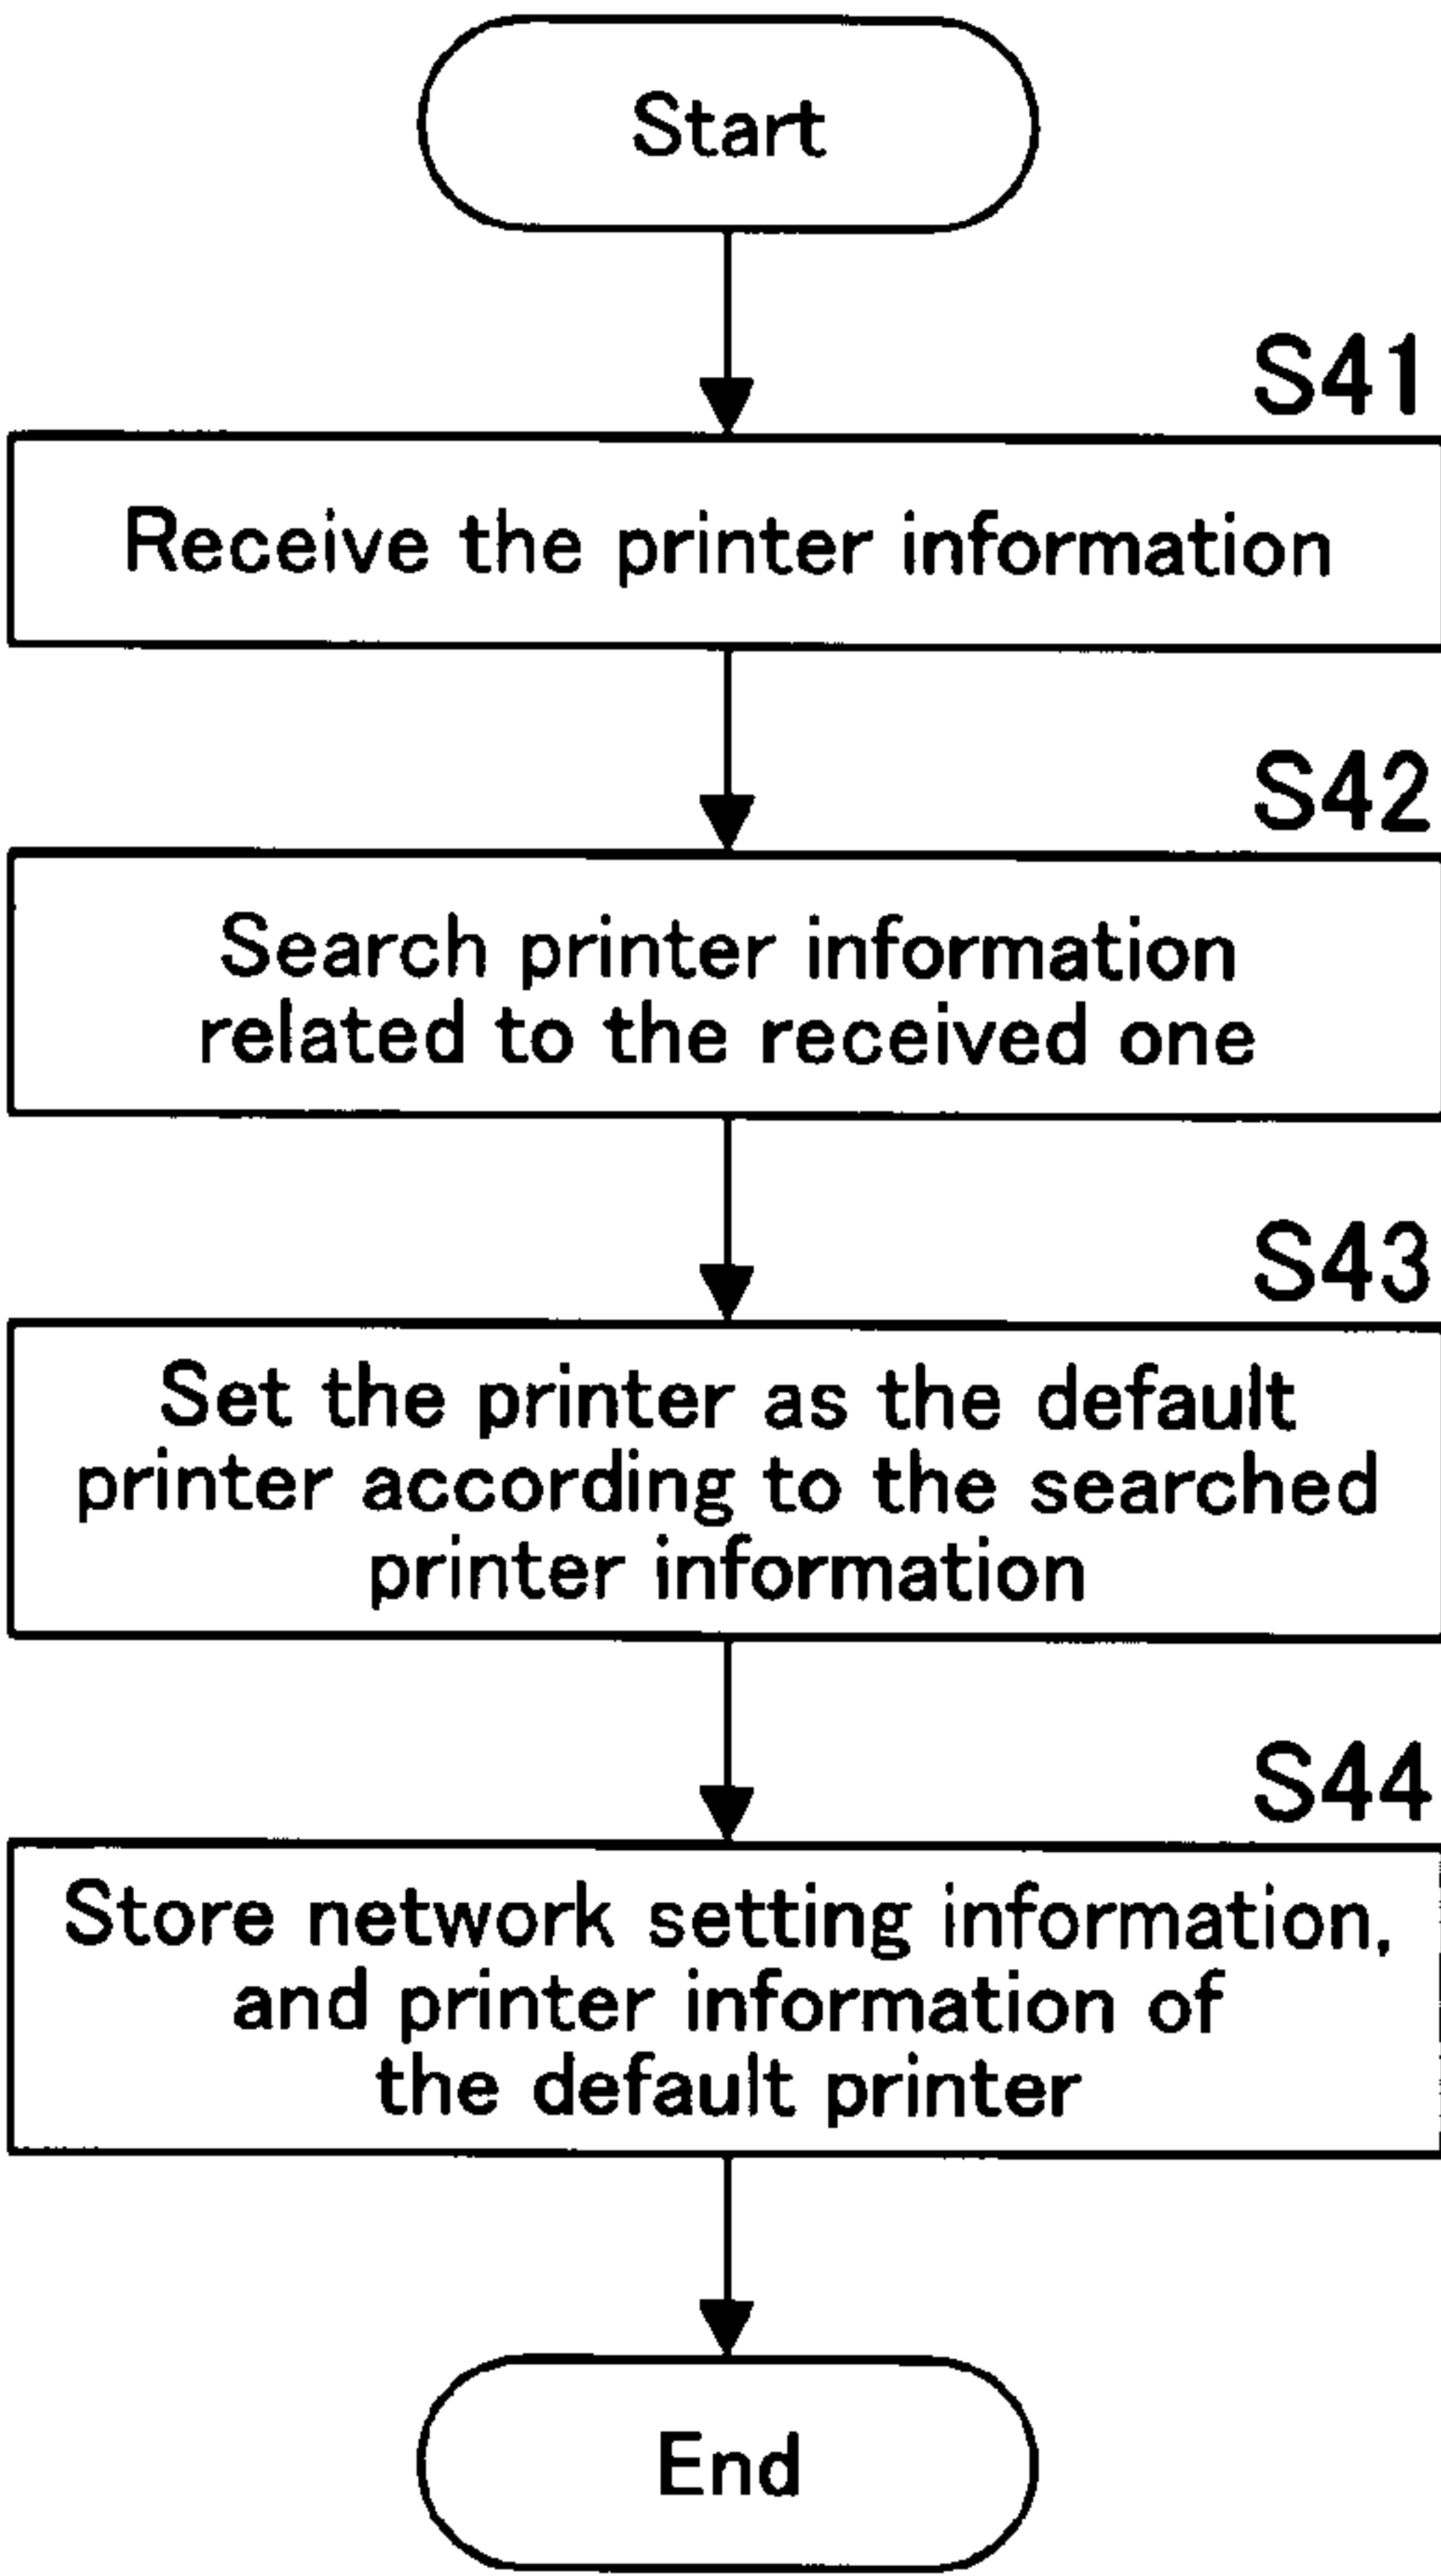 Start
S41
Receive the printer information
S42
Search printer information
related to the received one
S43
Set the printer as the default
printer according to the searched
printer information
S44
Store network setting information,
and printer information of
the default printer
End